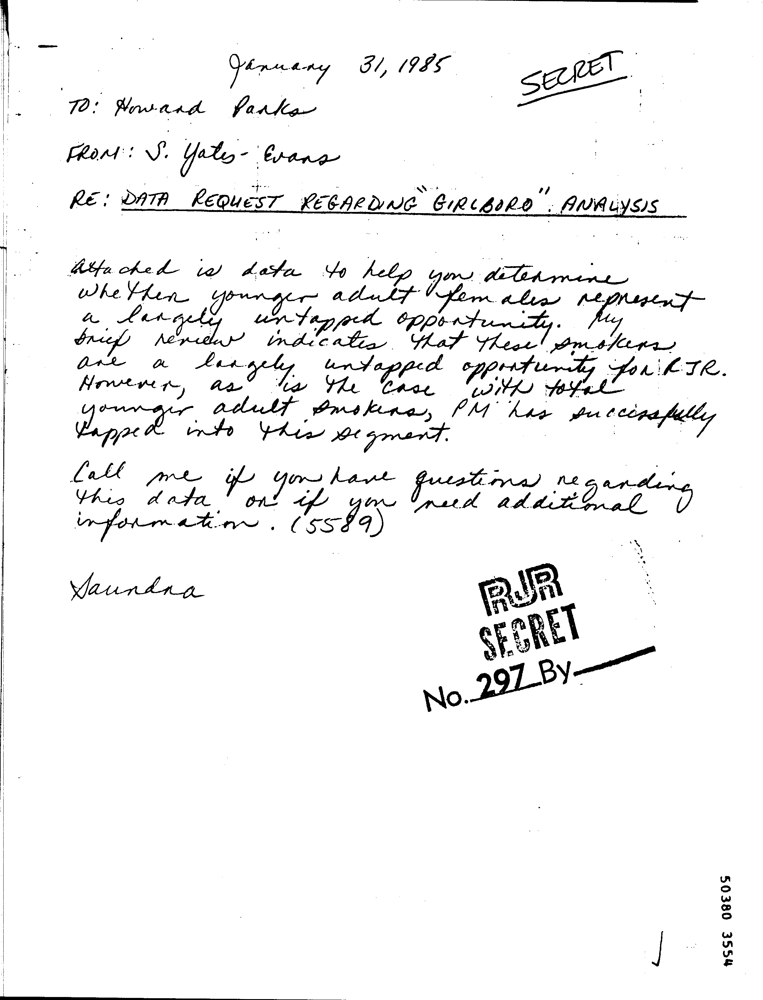 January 31, 1985
SECRET
TO: Howard Parks
FROM: S. Yates-Evans
RE: DATA REQUEST REGARDING "GIRLBORO" ANALYSIS
Attached is data to help you determine
whether younger adult females represent
a largely untapped opportunity. My
brief review indicates that these smokers
are a largely untapped opportunity for RJR.
However, as is the case with total
younger adult smokers, PM has successfully
tapped into this segment.
Call me if you have questions regarding
this data or if you need additional
information. (5589)
Saundra
RJR
SECRET
No. 297 By
50380 3554